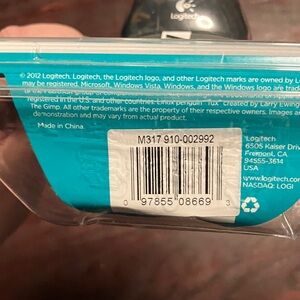 Logitech
© 2012 Logitech. Logitech, the Logitech logo, and other Logitech marks are owned by L
may be registered. Microsoft, Windows Vista, Windows, and the Windows logo are
registered in the U.S. and other countries. Linux penguin "Tux" created by Larry Ewing
The Gimp. All other trademarks are the property of their respective owners. Images a
demonstration and may vary from actual product.
Made in China
M317 910-002992
0 97855 08669 3
Logitech
6505 Kaiser Driv
Fremont, CA
94555-3614
USA
www.logitech.com
NASDAQ: LOGI